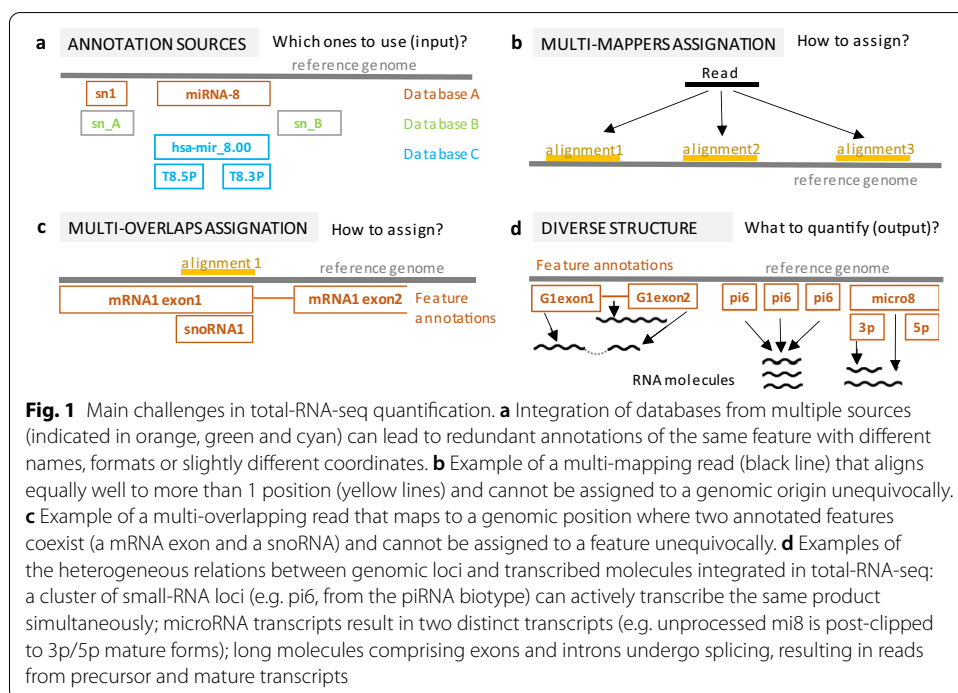 a ANNOTATION SOURCES Which ones to use (input)?
reference genome
sn1 miRNA-8 Database A
sn_A sn_B Database B
hsa-mir_8.00 Database C
T8.5P T8.3P
b MULTI-MAPPERS ASSIGNATION How to assign?
Read
alignment1 alignment2 alignment3
reference genome
c MULTI-OVERLAPS ASSIGNATION How to assign?
alignment 1 reference genome
mRNA1 exon1 mRNA1 exon2 Feature
snoRNA1 annotations
d DIVERSE STRUCTURE What to quantify (output)?
Feature annotations reference genome
G1exon1 G1exon2 pi6 pi6 pi6 micro8
3p 5p
RNA molecules
Fig. 1 Main challenges in total-RNA-seq quantification. a Integration of databases from multiple sources
(indicated in orange, green and cyan) can lead to redundant annotations of the same feature with different
names, formats or slightly different coordinates. b Example of a multi-mapping read (black line) that aligns
equally well to more than 1 position (yellow lines) and cannot be assigned to a genomic origin unequivocally.
c Example of a multi-overlapping read that maps to a genomic position where two annotated features
coexist (a mRNA exon and a snoRNA) and cannot be assigned to a feature unequivocally. d Examples of
the heterogeneous relations between genomic loci and transcribed molecules integrated in total-RNA-seq:
a cluster of small-RNA loci (e.g. pi6, from the piRNA biotype) can actively transcribe the same product
simultaneously; microRNA transcripts result in two distinct transcripts (e.g. unprocessed mi8 is post-clipped
to 3p/5p mature forms); long molecules comprising exons and introns undergo splicing, resulting in reads
from precursor and mature transcripts